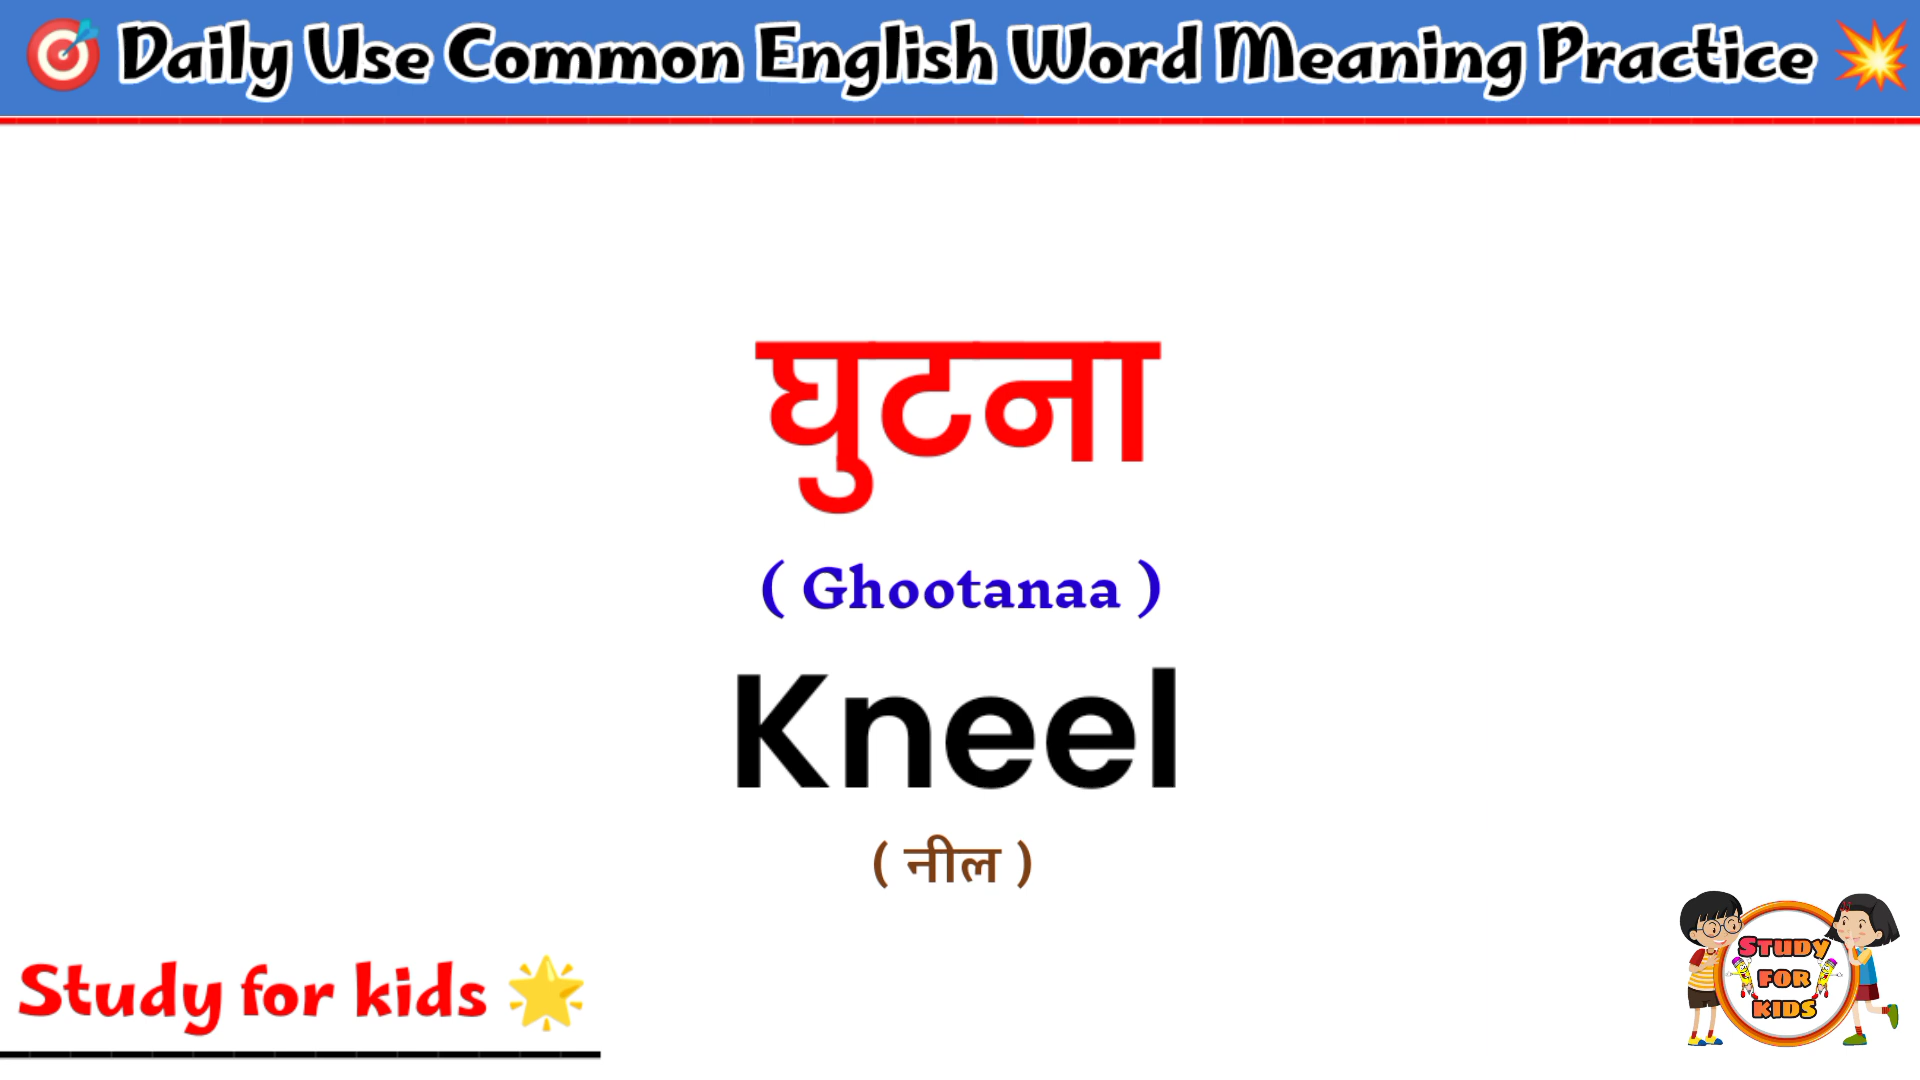 🎯 Daily Use Common English Word Meaning Practice 💥
घुटना
( Ghootanaa )
Kneel
( नील )
Study for kids 🌟
STUDY
FOR
KIDS